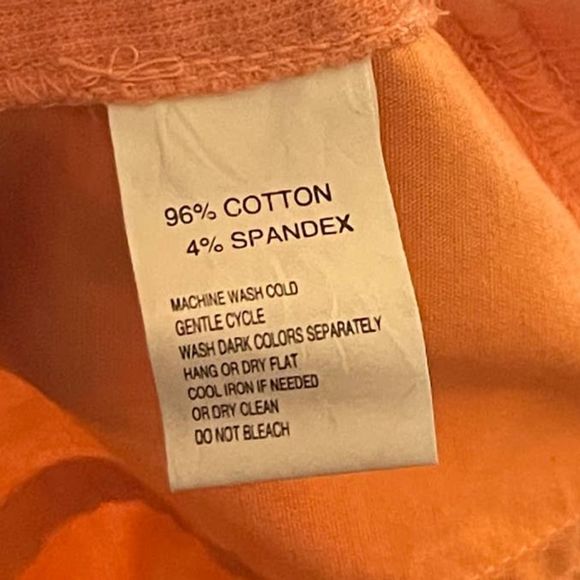 96% COTTON
4% SPANDEX
MACHINE WASH COLD
GENTLE CYCLE
WASH DARK COLORS SEPARATELY
HANG OR DRY FLAT
COOL IRON IF NEEDED
OR DRY CLEAN
DO NOT BLEACH